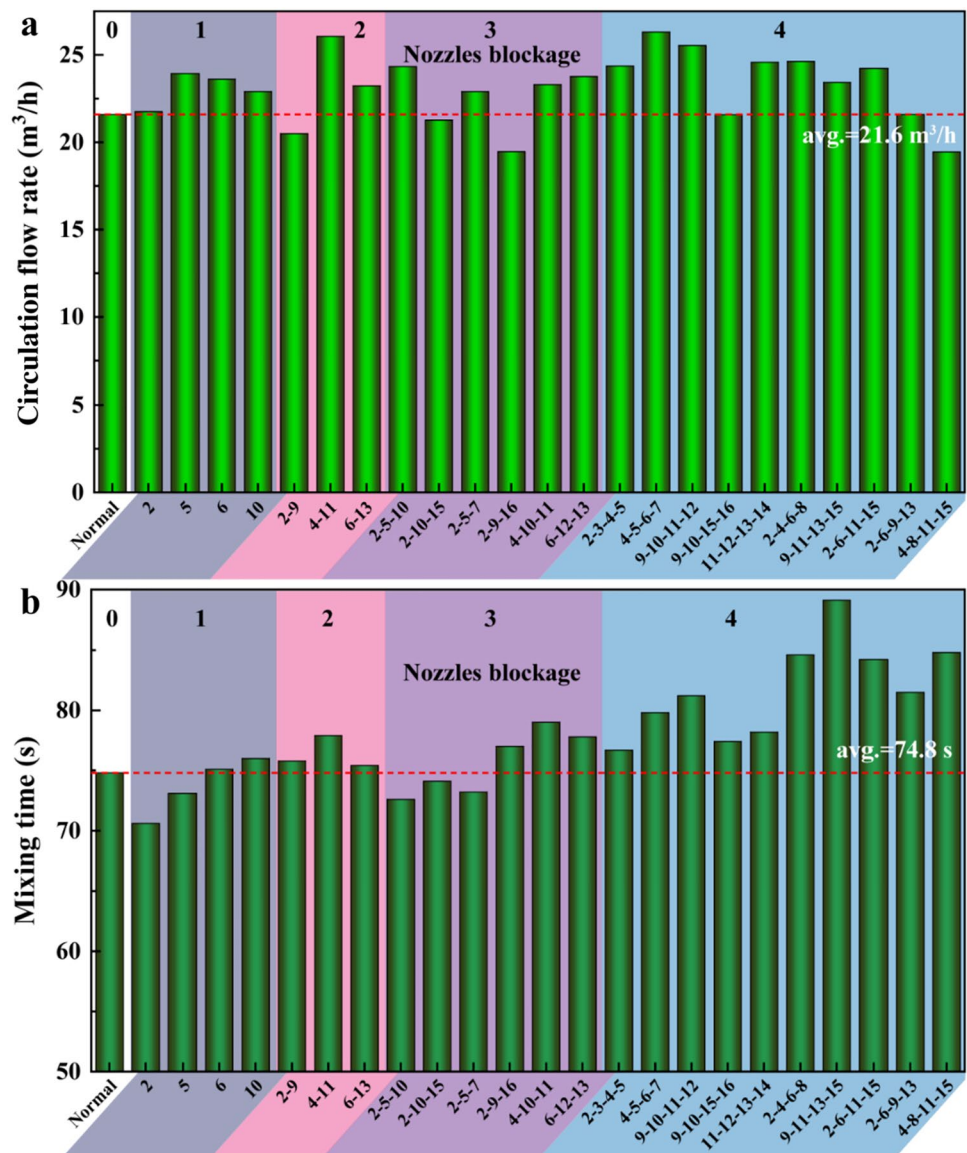 a
0 1 2 3 4
Nozzles blockage
Circulation flow rate (m³/h)
25
20
15
10
5
0
avg.=21.6 m³/h
Normal 2 5 6 10 2-9 4-11 6-13 2-5-10 2-10-15 2-5-7 2-9-16 4-10-11 6-12-13 2-3-4-5 4-5-6-7 9-10-11-12 9-10-15-16 11-12-13-14 2-4-6-8 9-11-13-15 2-6-11-15 2-6-9-13 4-8-11-15
b
0 1 2 3 4
Nozzles blockage
Mixing time (s)
90
80
70
60
50
avg.=74.8 s
Normal 2 5 6 10 2-9 4-11 6-13 2-5-10 2-10-15 2-5-7 2-9-16 4-10-11 6-12-13 2-3-4-5 4-5-6-7 9-10-11-12 9-10-15-16 11-12-13-14 2-4-6-8 9-11-13-15 2-6-11-15 2-6-9-13 4-8-11-15